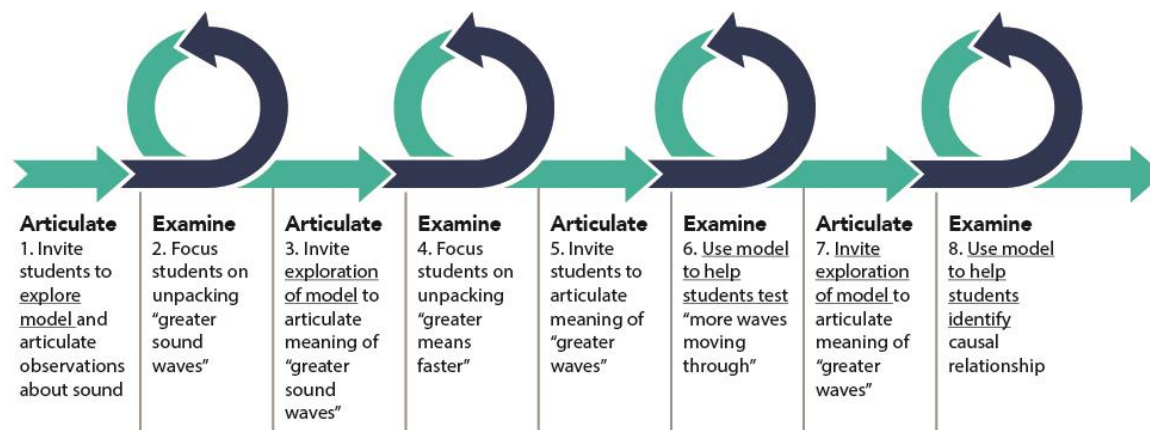 Articulate
1. Invite
students to
explore
model and
articulate
observations
about sound
Examine
2. Focus
students on
unpacking
“greater
sound
waves”
Articulate
3. Invite
exploration
of model to
articulate
meaning of
“greater
sound
waves”
Examine
4. Focus
students on
unpacking
“greater
means
faster”
Articulate
5. Invite
students to
articulate
meaning of
“greater
waves”
Examine
6. Use model
to help
students test
“more waves
moving
through”
Articulate
7. Invite
exploration
of model to
articulate
meaning of
“greater
waves”
Examine
8. Use model
to help
students
identify
causal
relationship